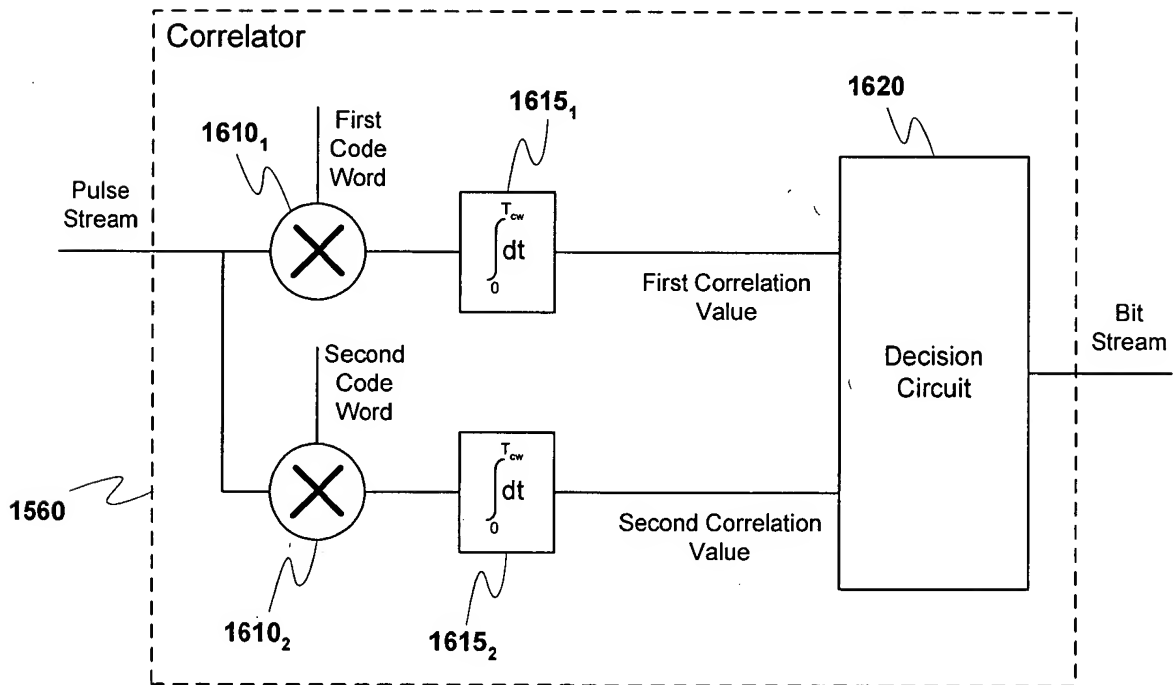 Correlator
1615₁
1620
1610₁
First
Code
Word
Pulse
Stream
T_cw
∫ dt
0
First Correlation
Value
Bit
Stream
Decision
Circuit
Second
Code
Word
T_cw
∫ dt
0
1560
Second Correlation
Value
1610₂
1615₂